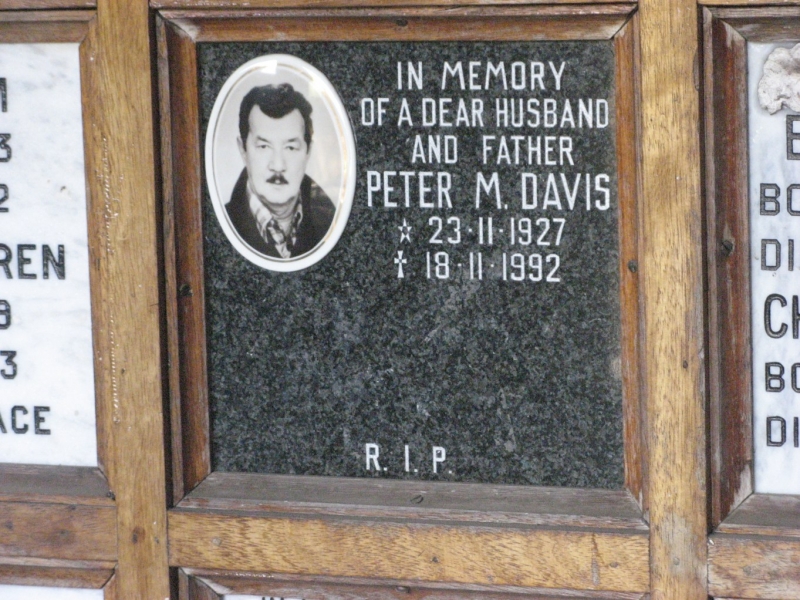 IN MEMORY
OF A DEAR HUSBAND
AND FATHER
PETER M. DAVIS
☆ 23·11·1927
✝ 18·11·1992
R. I. P.